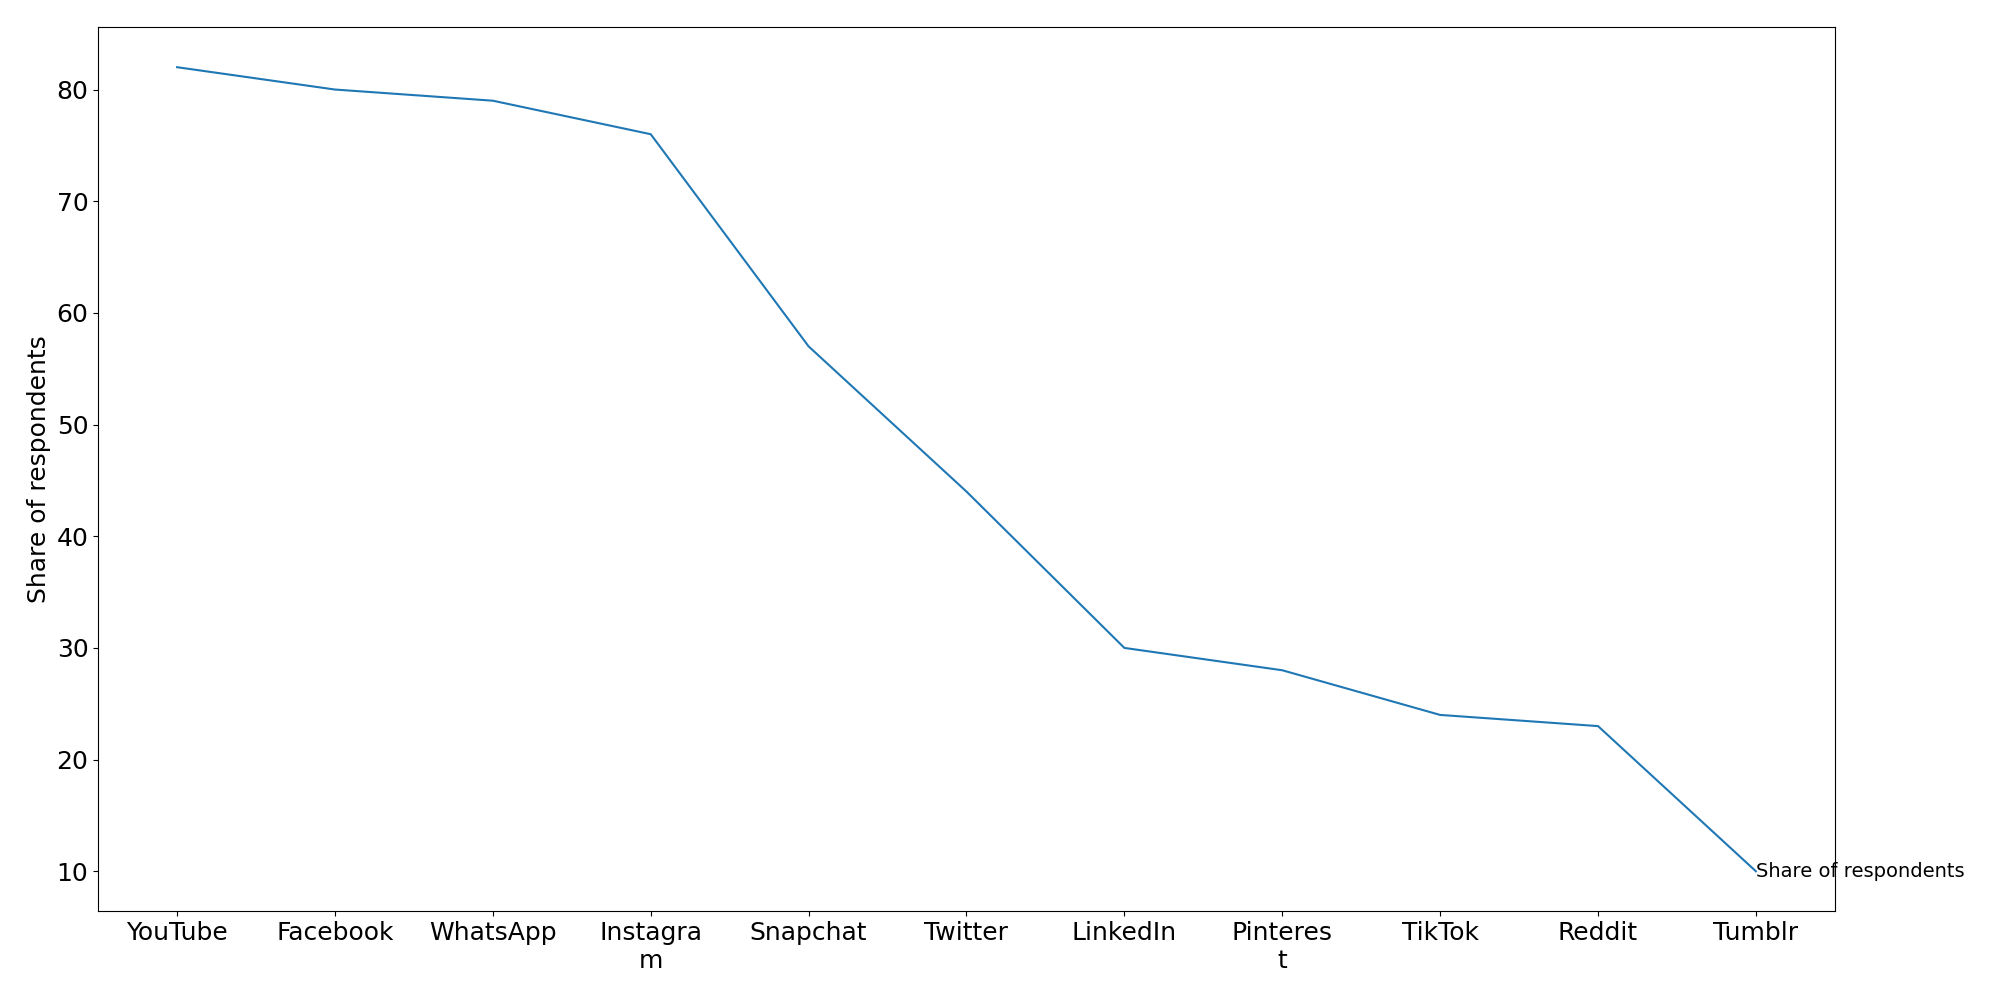 Share of respondents
80
70
60
50
40
30
20
10
Share of respondents
YouTube Facebook WhatsApp Instagra Snapchat Twitter LinkedIn Pinteres TikTok Reddit Tumblr
m t